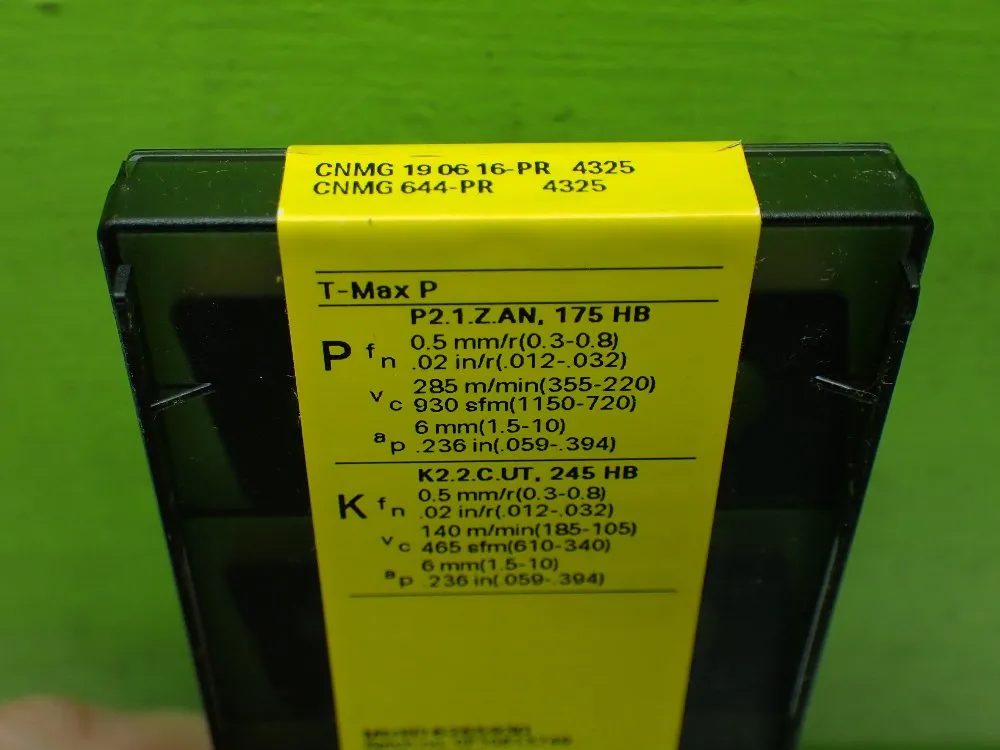 CNMG 19 06 16-PR 4325
CNMG 644-PR 4325
T-Max P
P2.1.Z.AN, 175 HB
P fn 0.5 mm/r(0.3-0.8)
.02 in/r(.012-.032)
vc 285 m/min(355-220)
930 sfm(1150-720)
ap 6 mm(1.5-10)
.236 in(.059-.394)
K2.2.C.UT, 245 HB
K fn 0.5 mm/r(0.3-0.8)
.02 in/r(.012-.032)
vc 140 m/min(185-105)
465 sfm(610-340)
ap 6 mm(1.5-10)
.236 in(.059-.394)